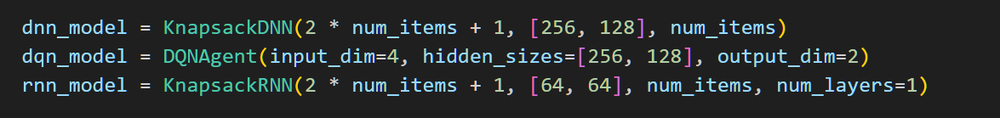 dnn_model = KnapsackDNN(2 * num_items + 1, [256, 128], num_items)
dqn_model = DQNAgent(input_dim=4, hidden_sizes=[256, 128], output_dim=2)
rnn_model = KnapsackRNN(2 * num_items + 1, [64, 64], num_items, num_layers=1)